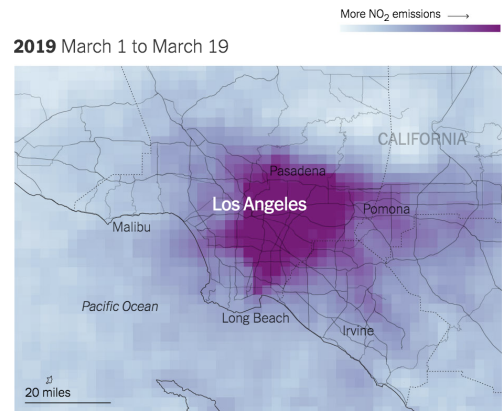 More NO₂ emissions →
2019 March 1 to March 19
CALIFORNIA
Pasadena
Los Angeles
Pomona
Malibu
Pacific Ocean
Long Beach
Irvine
20 miles